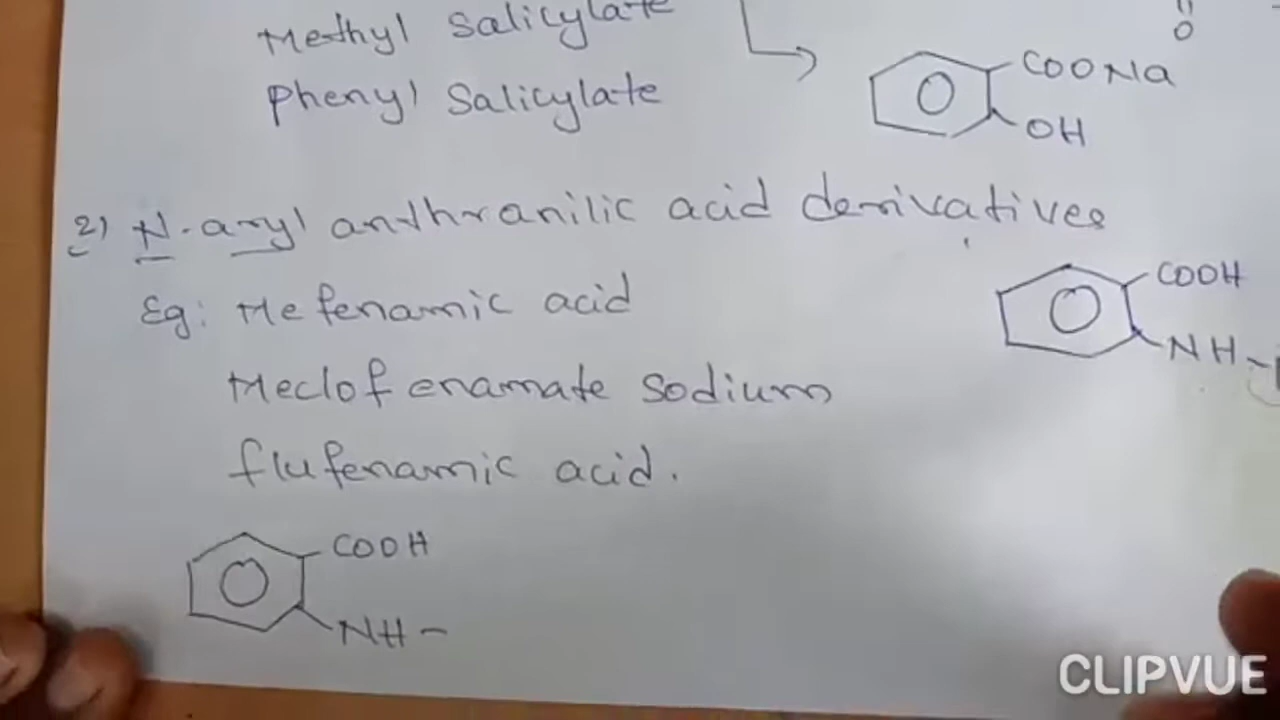 Methyl Salicylate
O
Phenyl Salicylate
COONa
OH
2) N-aryl anthranilic acid derivatives
Eg: Mefenamic acid
COOH
NH-
Meclofenamate sodium
flufenamic acid.
COOH
NH-
CLIPVUE